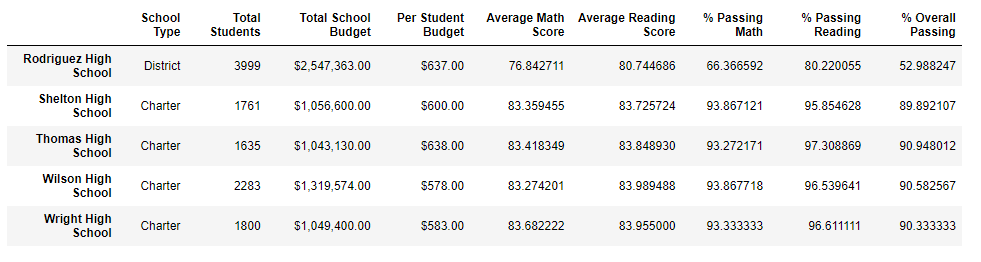 School Type Total Students Total School Budget Per Student Budget Average Math Score Average Reading Score % Passing Math % Passing Reading % Overall Passing
Rodriguez High School District 3999 $2,547,363.00 $637.00 76.842711 80.744686 66.366592 80.220055 52.988247
Shelton High School Charter 1761 $1,056,600.00 $600.00 83.359455 83.725724 93.867121 95.854628 89.892107
Thomas High School Charter 1635 $1,043,130.00 $638.00 83.418349 83.848930 93.272171 97.308869 90.948012
Wilson High School Charter 2283 $1,319,574.00 $578.00 83.274201 83.989488 93.867718 96.539641 90.582567
Wright High School Charter 1800 $1,049,400.00 $583.00 83.682222 83.955000 93.333333 96.611111 90.333333